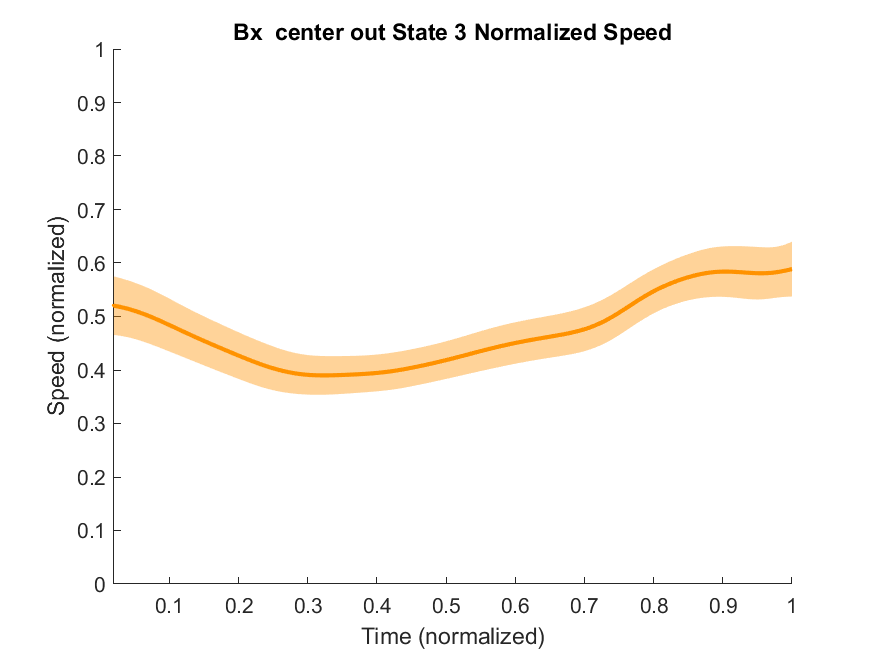 Bx  center out State 3 Normalized Speed
1
0.9
0.8
0.7
0.6
0.5
0.4
0.3
0.2
0.1
0
Speed (normalized)
0.1 0.2 0.3 0.4 0.5 0.6 0.7 0.8 0.9 1
Time (normalized)